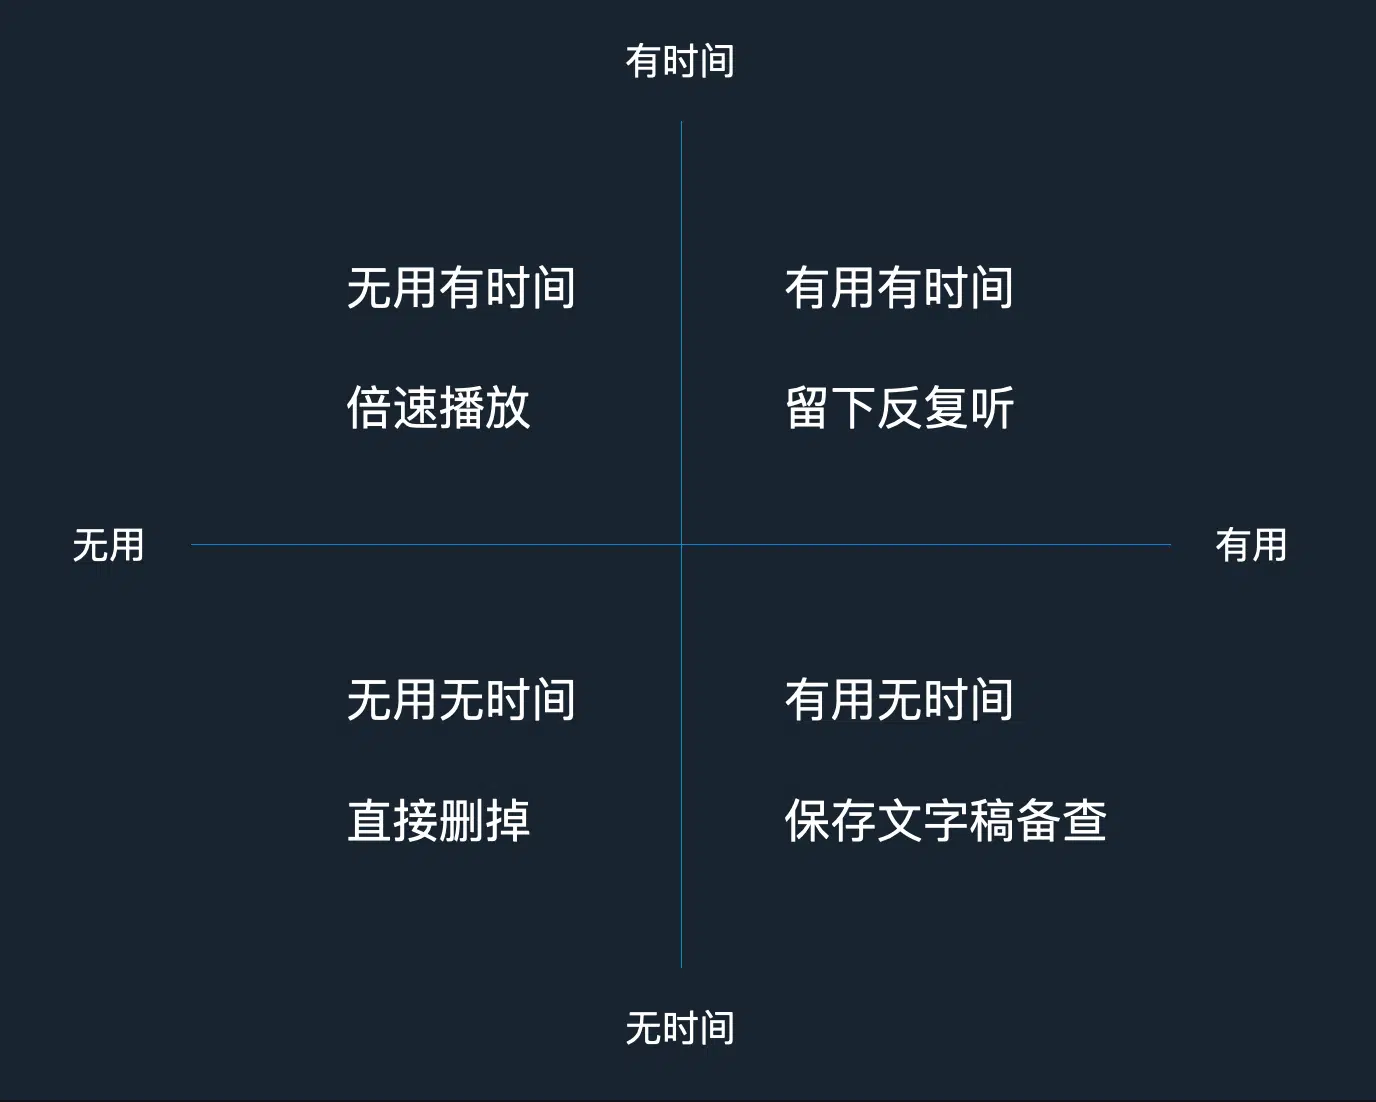 有时间
无用有时间
有用有时间
倍速播放
留下反复听
无用
有用
无用无时间
有用无时间
直接删掉
保存文字稿备查
无时间